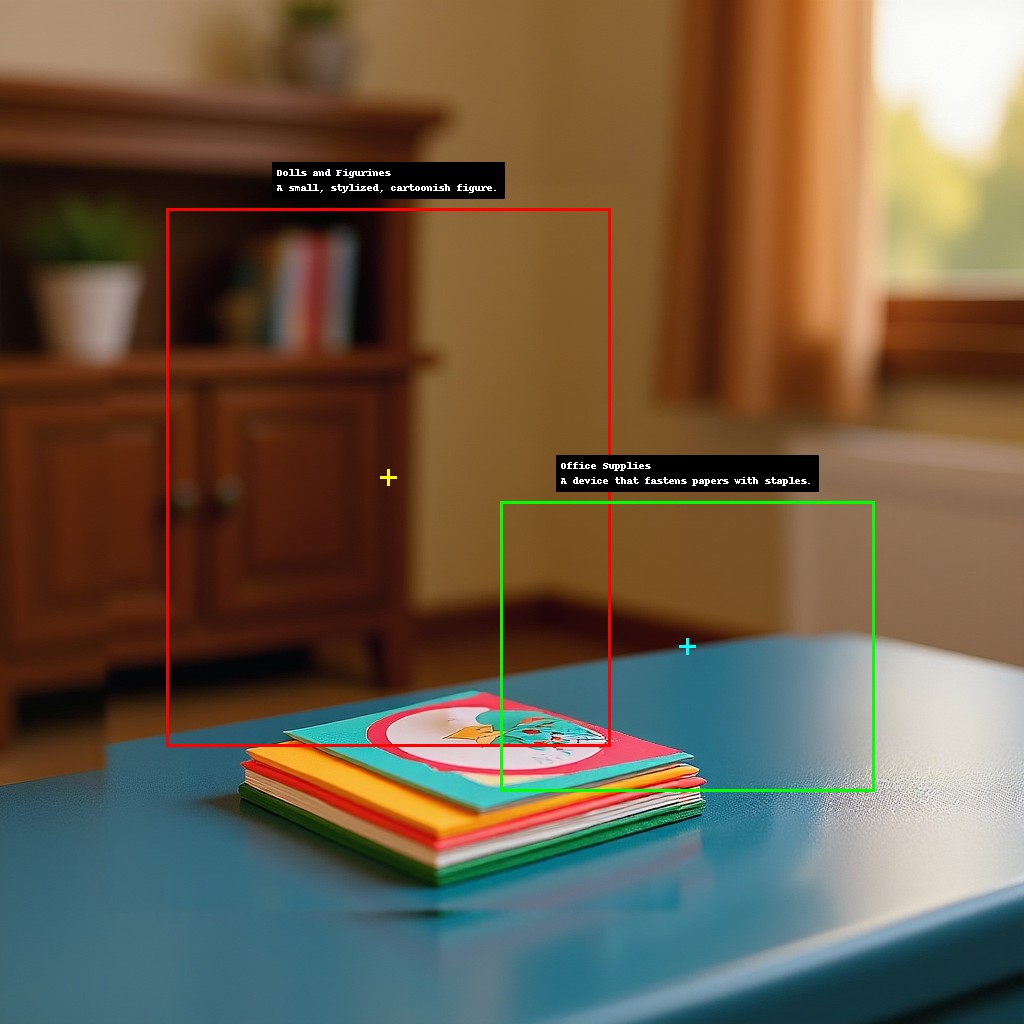 Dolls and Figurines
A small, stylized, cartoonish figure.
Office Supplies
A device that fastens papers with staples.